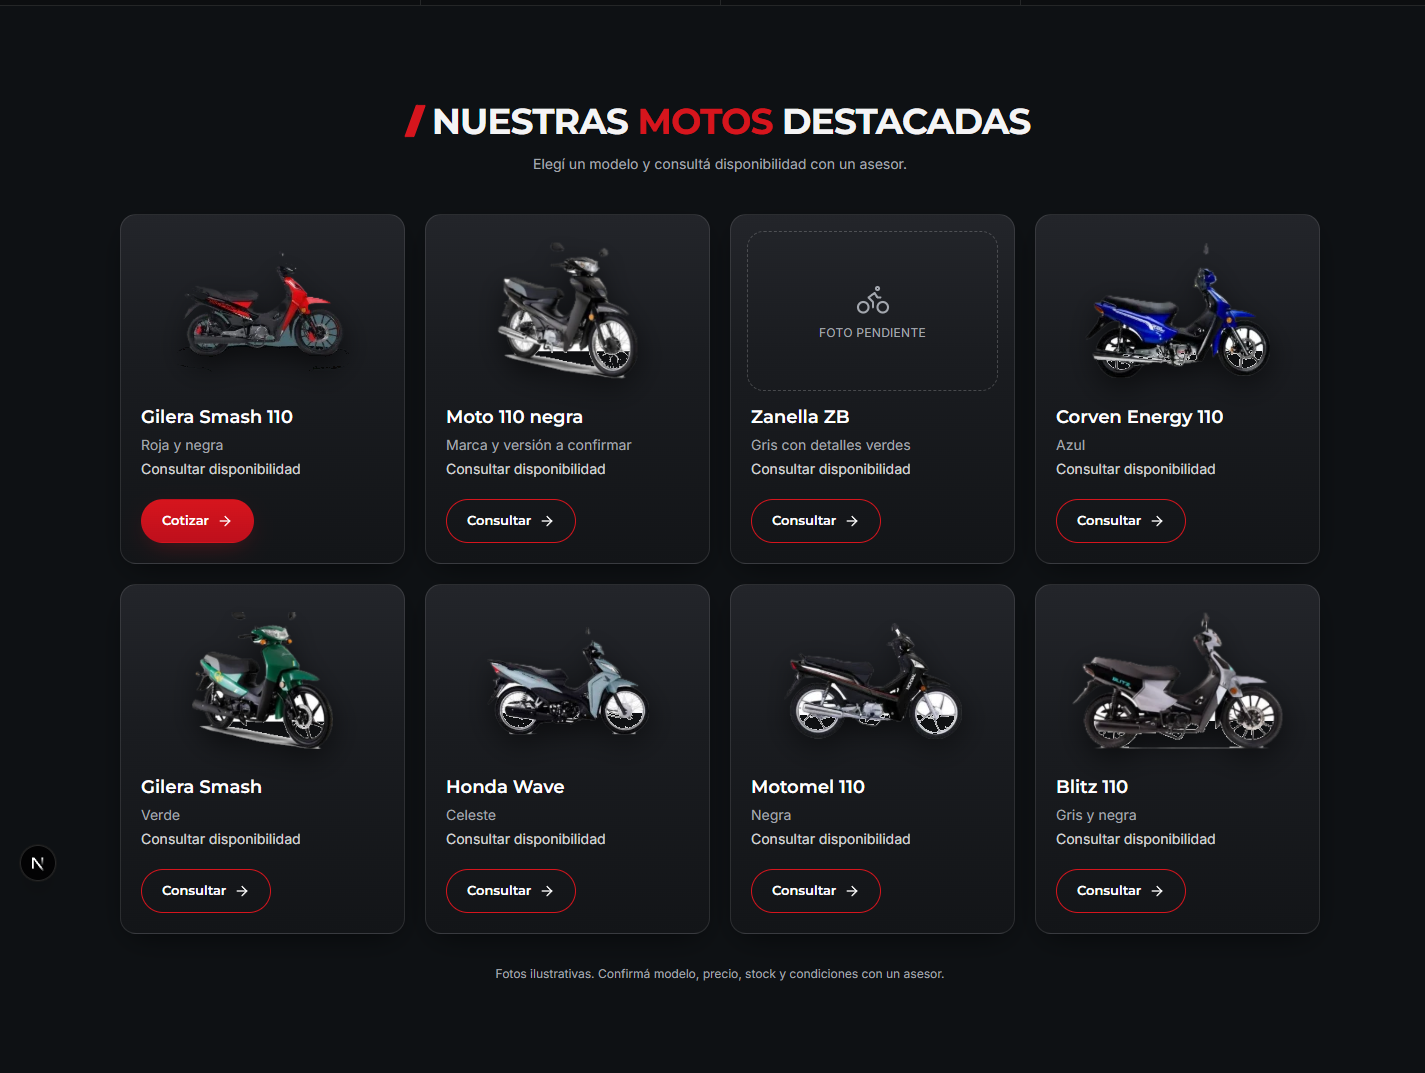 NUESTRAS MOTOS DESTACADAS
Elegí un modelo y consultá disponibilidad con un asesor.
Gilera Smash 110
Roja y negra
Consultar disponibilidad
Cotizar →
Moto 110 negra
Marca y versión a confirmar
Consultar disponibilidad
Consultar →
FOTO PENDIENTE
Zanella ZB
Gris con detalles verdes
Consultar disponibilidad
Consultar →
Corven Energy 110
Azul
Consultar disponibilidad
Consultar →
Gilera Smash
Verde
Consultar disponibilidad
Consultar →
Honda Wave
Celeste
Consultar disponibilidad
Consultar →
Motomel 110
Negra
Consultar disponibilidad
Consultar →
BLITZ
Blitz 110
Gris y negra
Consultar disponibilidad
Consultar →
N
Fotos ilustrativas. Confirmá modelo, precio, stock y condiciones con un asesor.